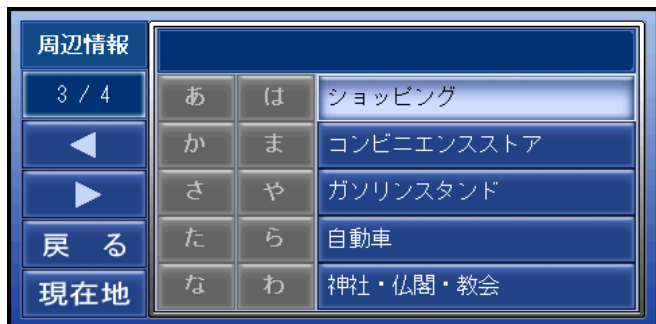 周辺情報
3 / 4
戻 る
現在地
あ は ショッピング
か ま コンビニエンスストア
さ や ガソリンスタンド
た ら 自動車
な わ 神社・仏閣・教会